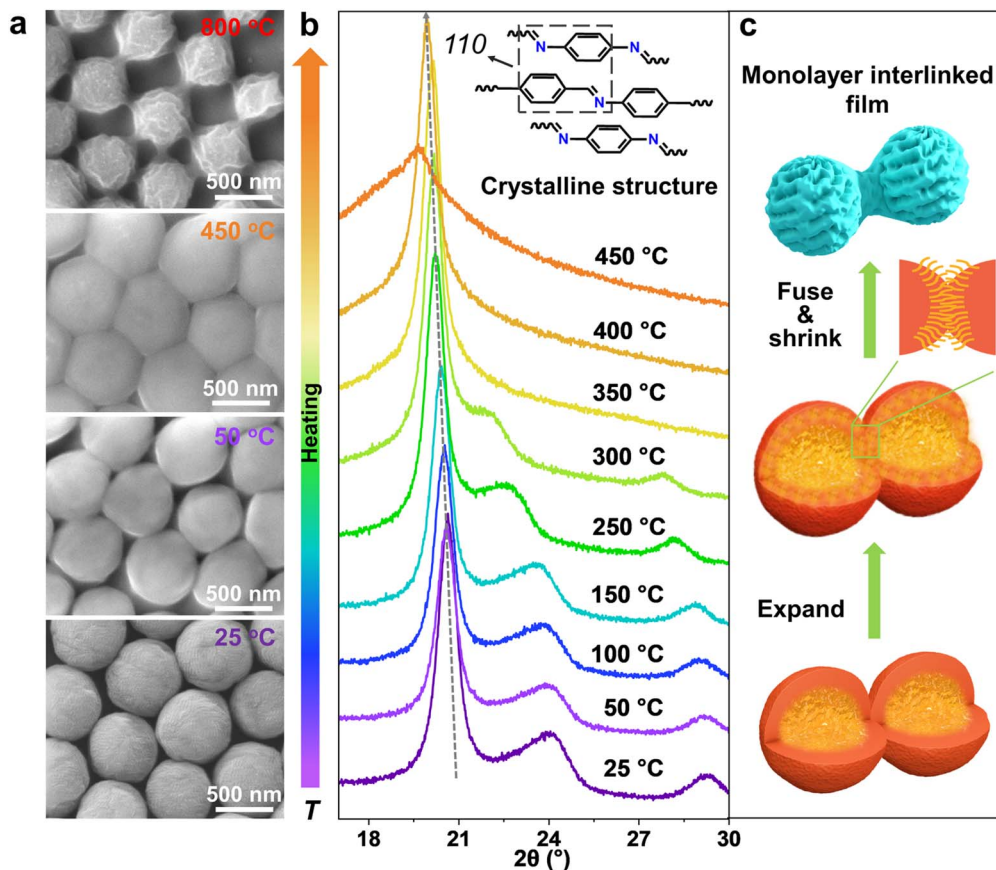 a
800 °C
500 nm
450 °C
500 nm
50 °C
500 nm
25 °C
500 nm
b
Heating
T
110
N
N
N
N
N
Crystalline structure
450 °C
400 °C
350 °C
300 °C
250 °C
150 °C
100 °C
50 °C
25 °C
18
21
24
27
30
2θ (°)
c
Monolayer interlinked
film
Fuse
&
shrink
Expand